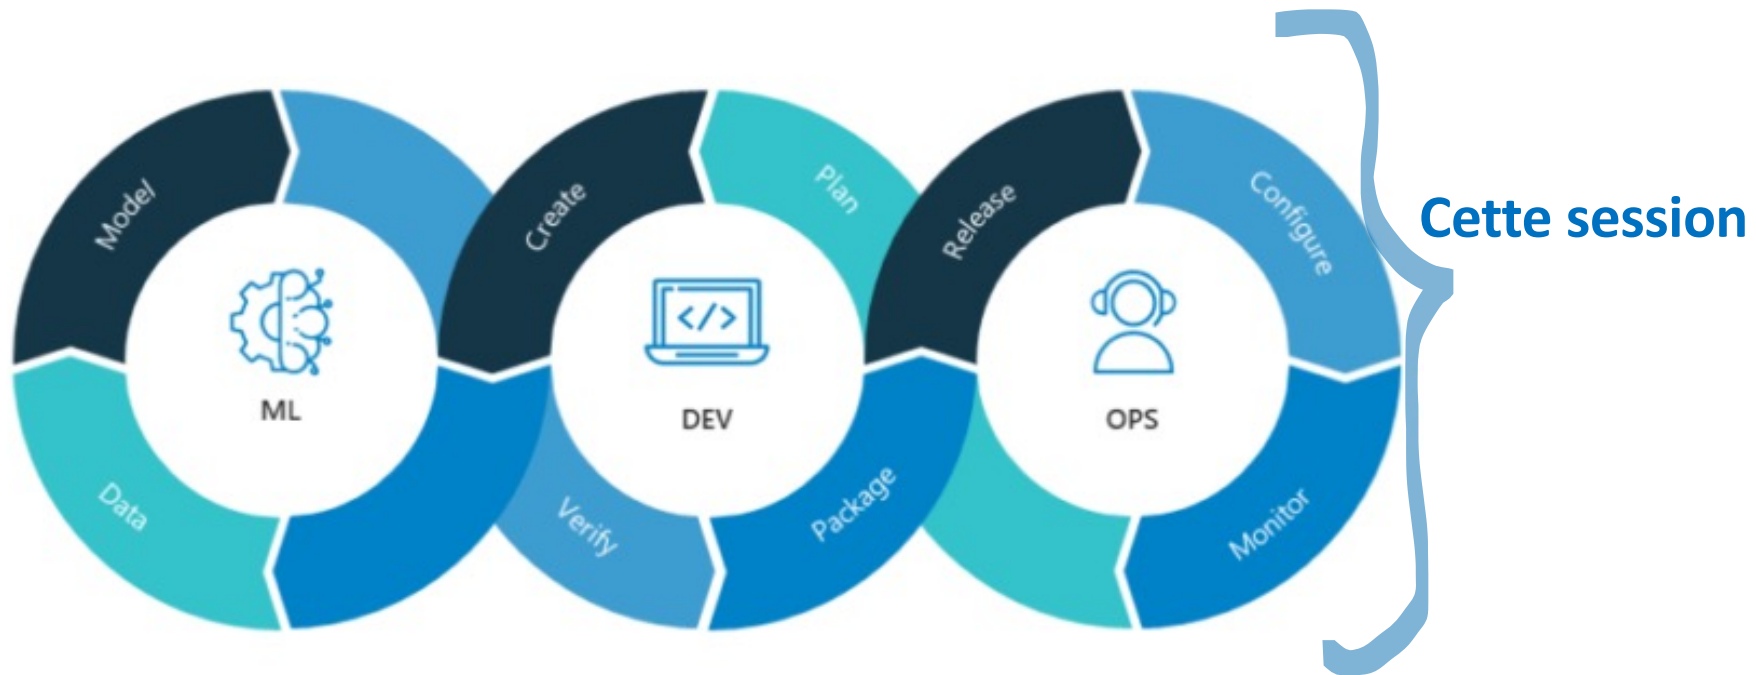 Model
Data
ML
Create
Plan
Verify
Package
DEV
Release
Configure
Monitor
OPS
Cette session